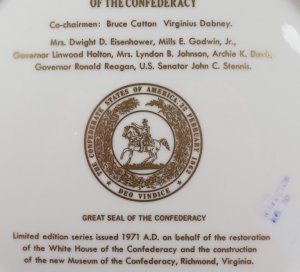 OF THE CONFEDERACY
Co-chairmen: Bruce Catton Virginius Dabney.
Mrs. Dwight D. Eisenhower, Mills E. Godwin, Jr.,
Governor Linwood Holton, Mrs. Lyndon B. Johnson, Archie K. Davis,
Governor Ronald Reagan, U.S. Senator John C. Stennis.
THE CONFEDERATE STATES OF AMERICA: 22 FEBRUARY 1862
DEO VINDICE
GREAT SEAL OF THE CONFEDERACY
Limited edition series issued 1971 A.D. on behalf of the restoration
of the White House of the Confederacy and the construction
of the new Museum of the Confederacy, Richmond, Virginia.